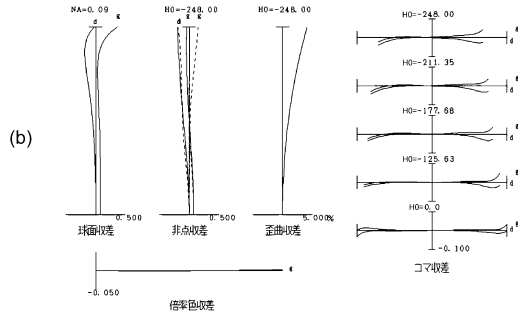 (b)
NA=0.09
d g
0.500
球面収差
H0=-248.00
d g g
0.500
非点収差
H0=-248.00
5.000%
歪曲収差
g
-0.050
倍率色収差
H0=-248.00
g
d
H0=-211.35
g
d
H0=-177.68
g
d
H0=-125.63
g
d
H0=0.0
g
d
-0.100
コマ収差